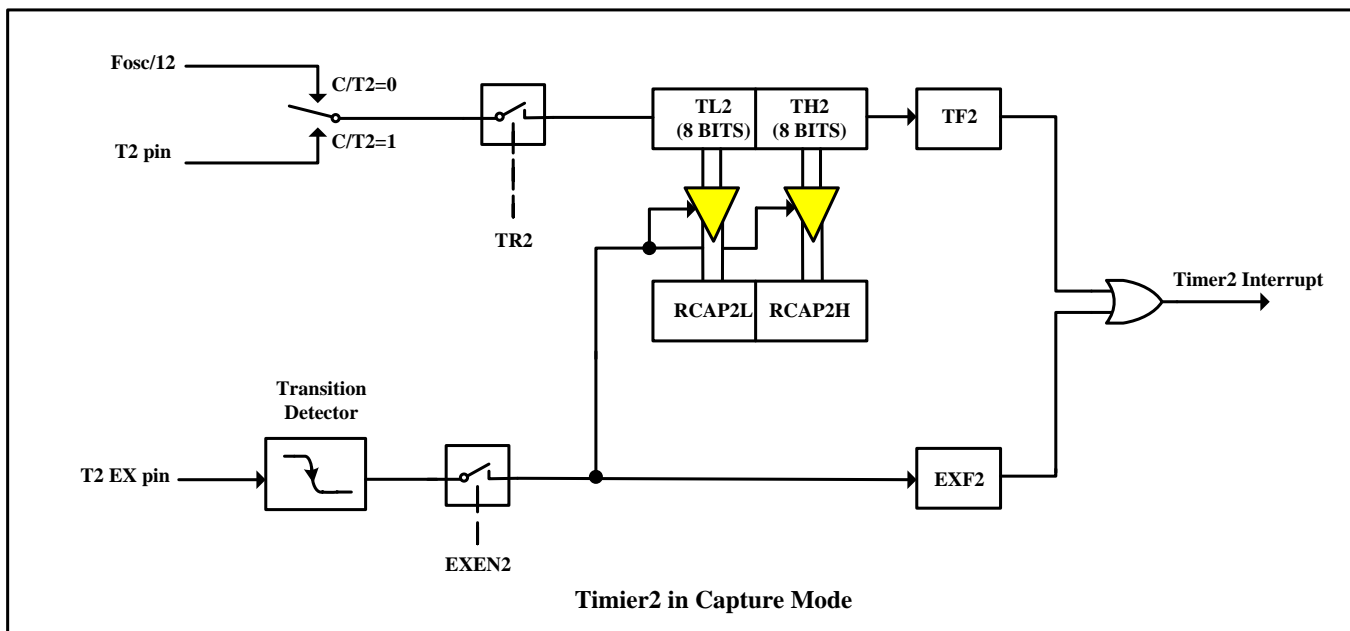 Fosc/12
C/T2=0
C/T2=1
T2 pin
TR2
TL2
(8 BITS)
TH2
(8 BITS)
TF2
RCAP2L
RCAP2H
Timer2 Interrupt
Transition
Detector
T2 EX pin
EXEN2
EXF2
Timier2 in Capture Mode